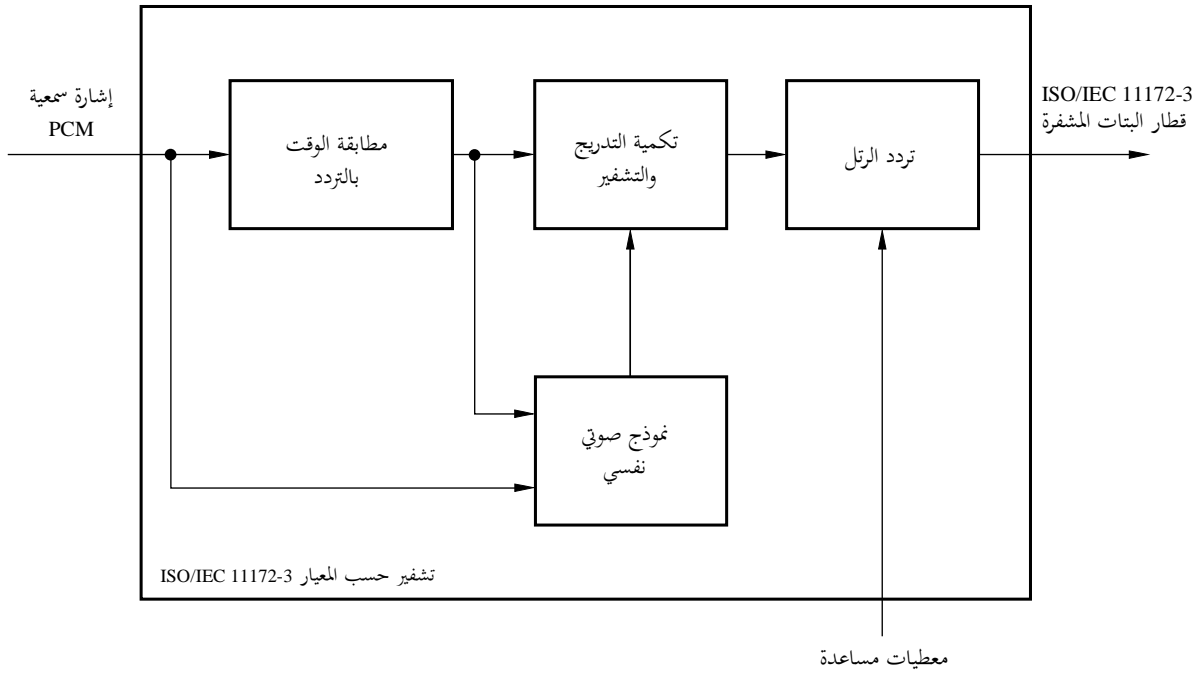 إشارة سمعية
PCM
مطابقة الوقت
بالتردد
تكمية التدريج
والتشفير
تردد الرتل
ISO/IEC 11172-3
قطار البتات المشفرة
نموذج صوتي
نفسي
تشفير حسب المعيار ISO/IEC 11172-3
معطيات مساعدة